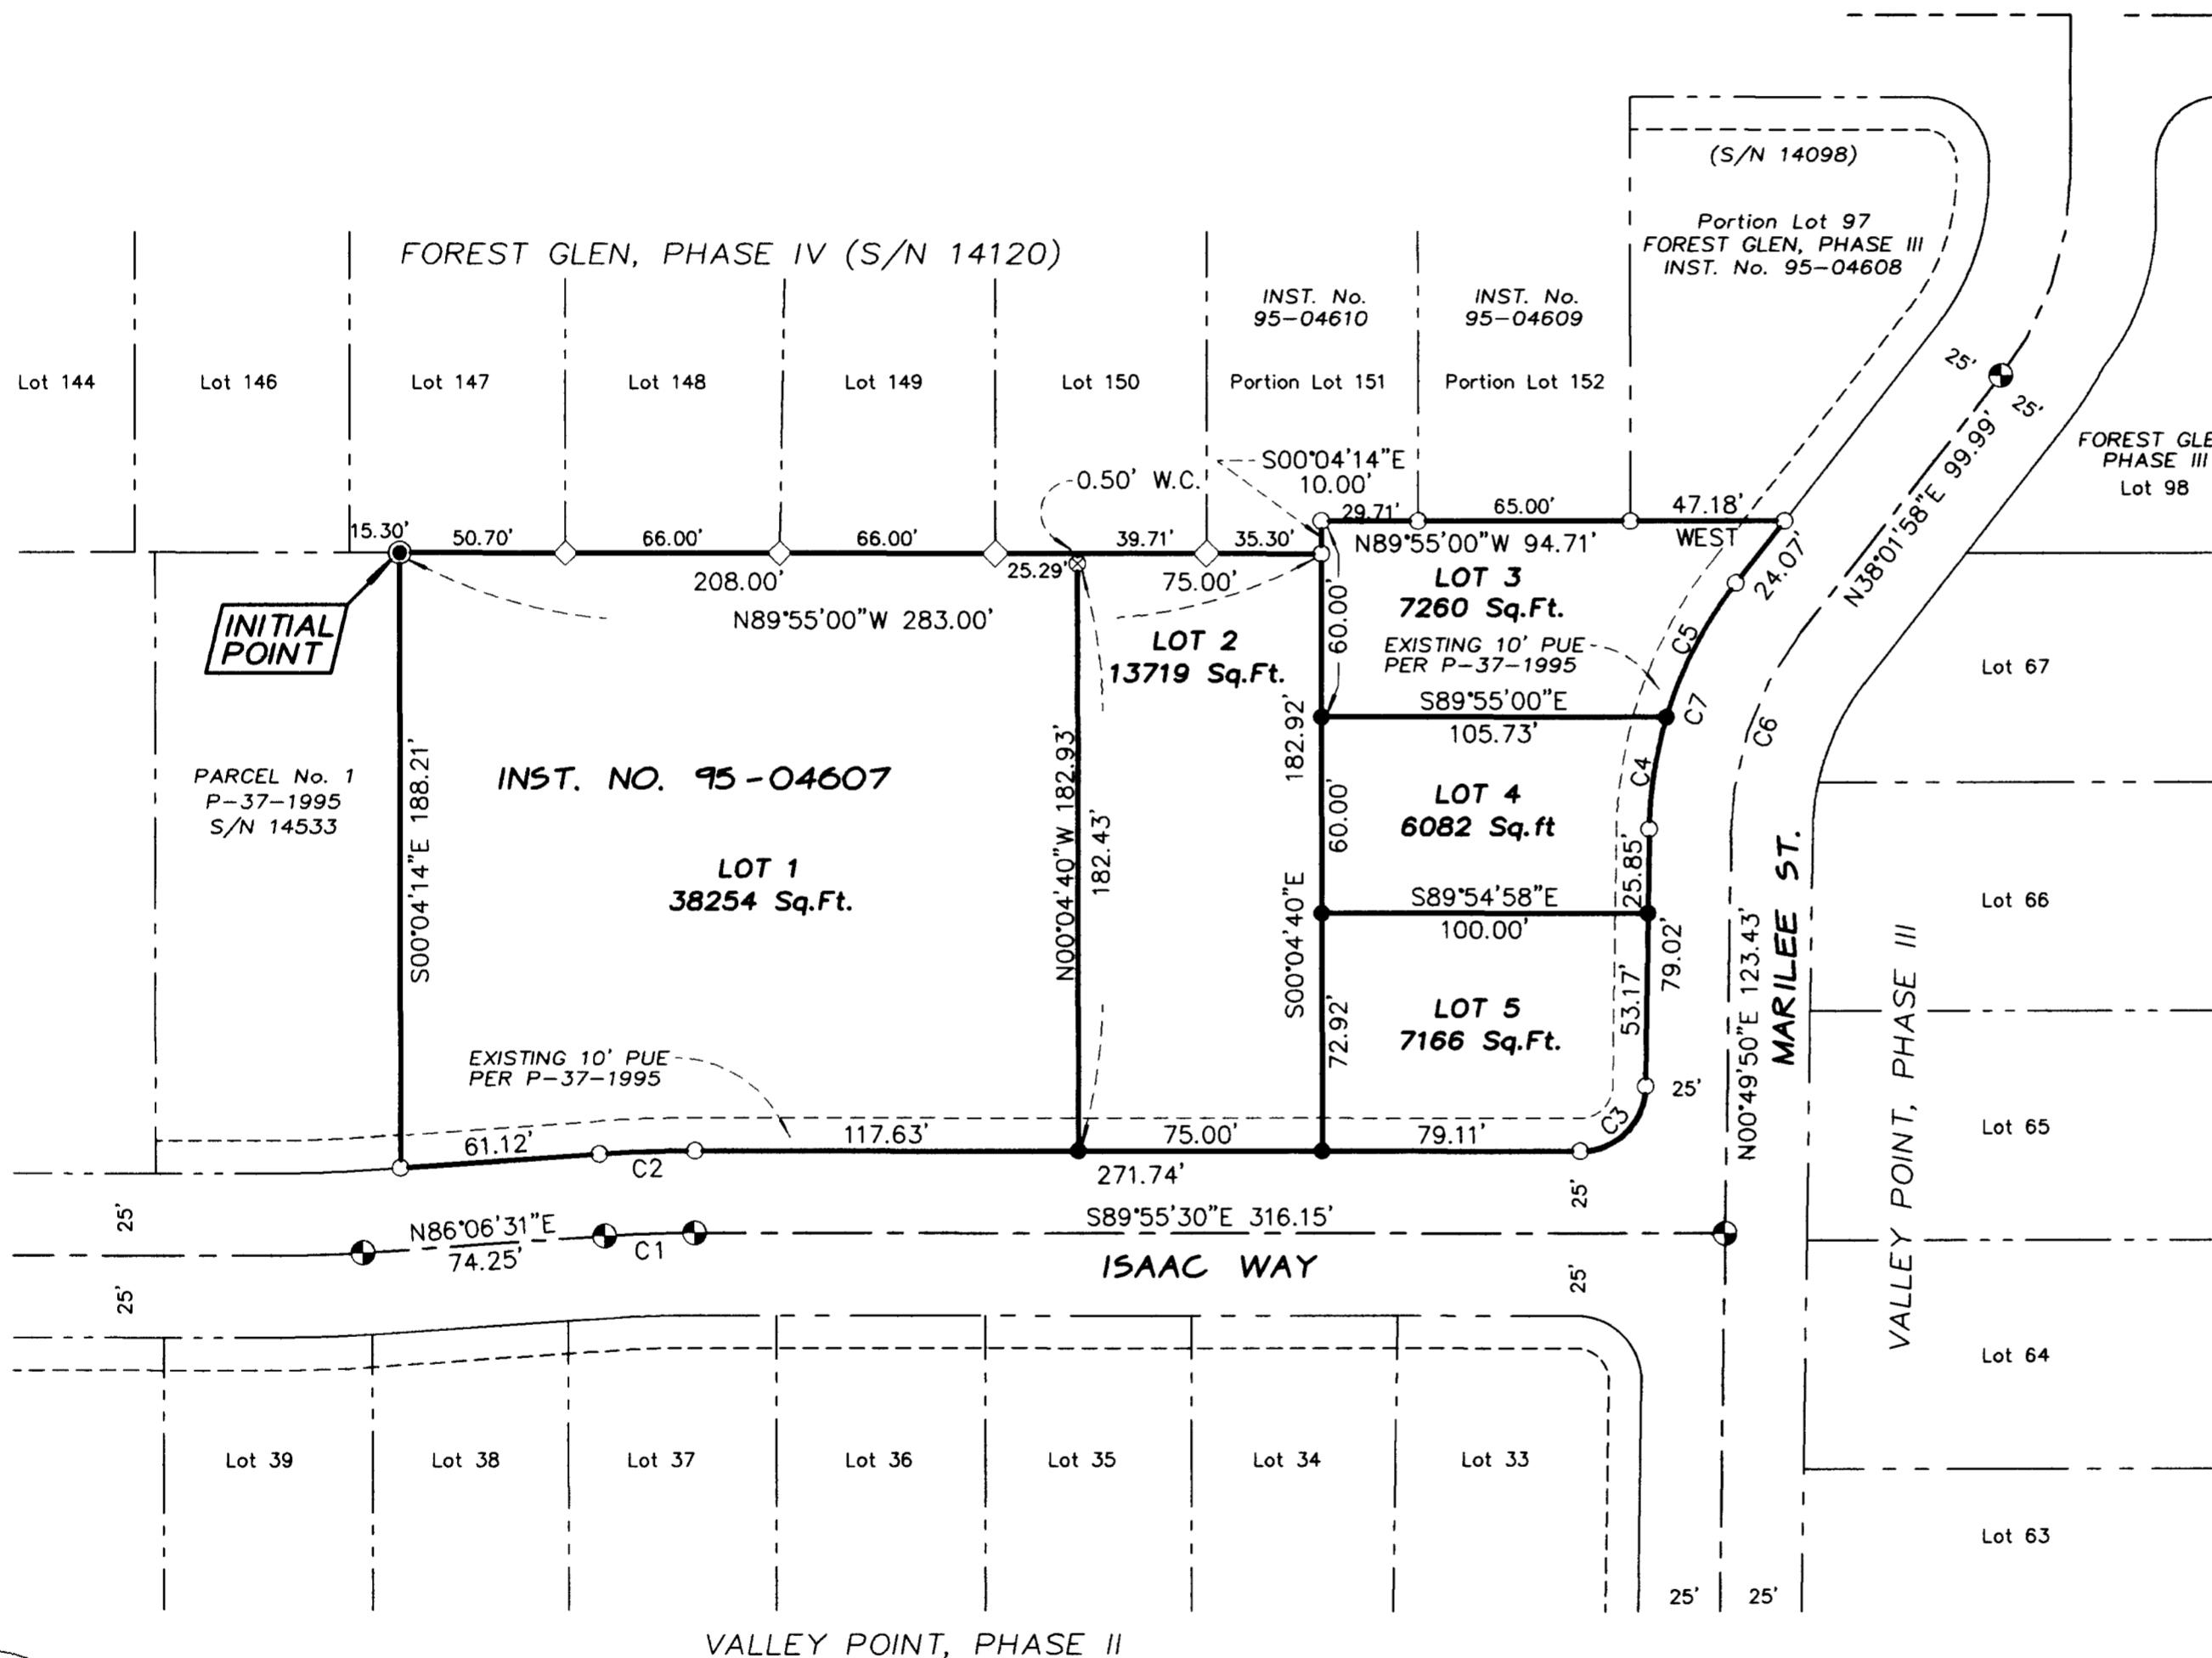 (S/N 14098)
Portion Lot 97
FOREST GLEN, PHASE III
INST. No. 95-04608
FOREST GLEN, PHASE IV (S/N 14120)
INST. No.
95-04610
INST. No.
95-04609
Lot 144
Lot 146
Lot 147
Lot 148
Lot 149
Lot 150
Portion Lot 151
Portion Lot 152
25'
25'
FOREST GLE
PHASE III
Lot 98
N38°01'58"E 99.99'
S00°04'14"E
10.00'
0.50' W.C.
15.30'
50.70'
66.00'
66.00'
39.71'
35.30'
29.71'
65.00'
47.18'
WEST
N89°55'00"W 94.71'
24.07'
208.00'
25.29'
75.00'
N89°55'00"W 283.00'
INITIAL
POINT
LOT 3
7260 Sq.Ft.
60.00'
EXISTING 10' PUE
PER P-37-1995
C5
LOT 2
13719 Sq.Ft.
Lot 67
S89°55'00"E
105.73'
C7
C6
182.92'
PARCEL No. 1
P-37-1995
S/N 14533
S00°04'14"E 188.21'
INST. NO. 95-04607
N00°04'40"W 182.93'
182.43'
LOT 1
38254 Sq.Ft.
LOT 4
6082 Sq.ft
60.00'
C4
25.85'
S89°54'58"E
100.00'
S00°04'40"E
79.02'
MARILEE ST.
Lot 66
N00°49'50"E 123.43'
LOT 5
7166 Sq.Ft.
72.92'
53.17'
VALLEY POINT, PHASE III
EXISTING 10' PUE
PER P-37-1995
25'
C3
Lot 65
61.12'
C2
117.63'
75.00'
79.11'
271.74'
25'
25'
N86°06'31"E
74.25'
C1
S89°55'30"E 316.15'
ISAAC WAY
25'
25'
Lot 64
Lot 39
Lot 38
Lot 37
Lot 36
Lot 35
Lot 34
Lot 33
Lot 63
25'
25'
VALLEY POINT, PHASE II